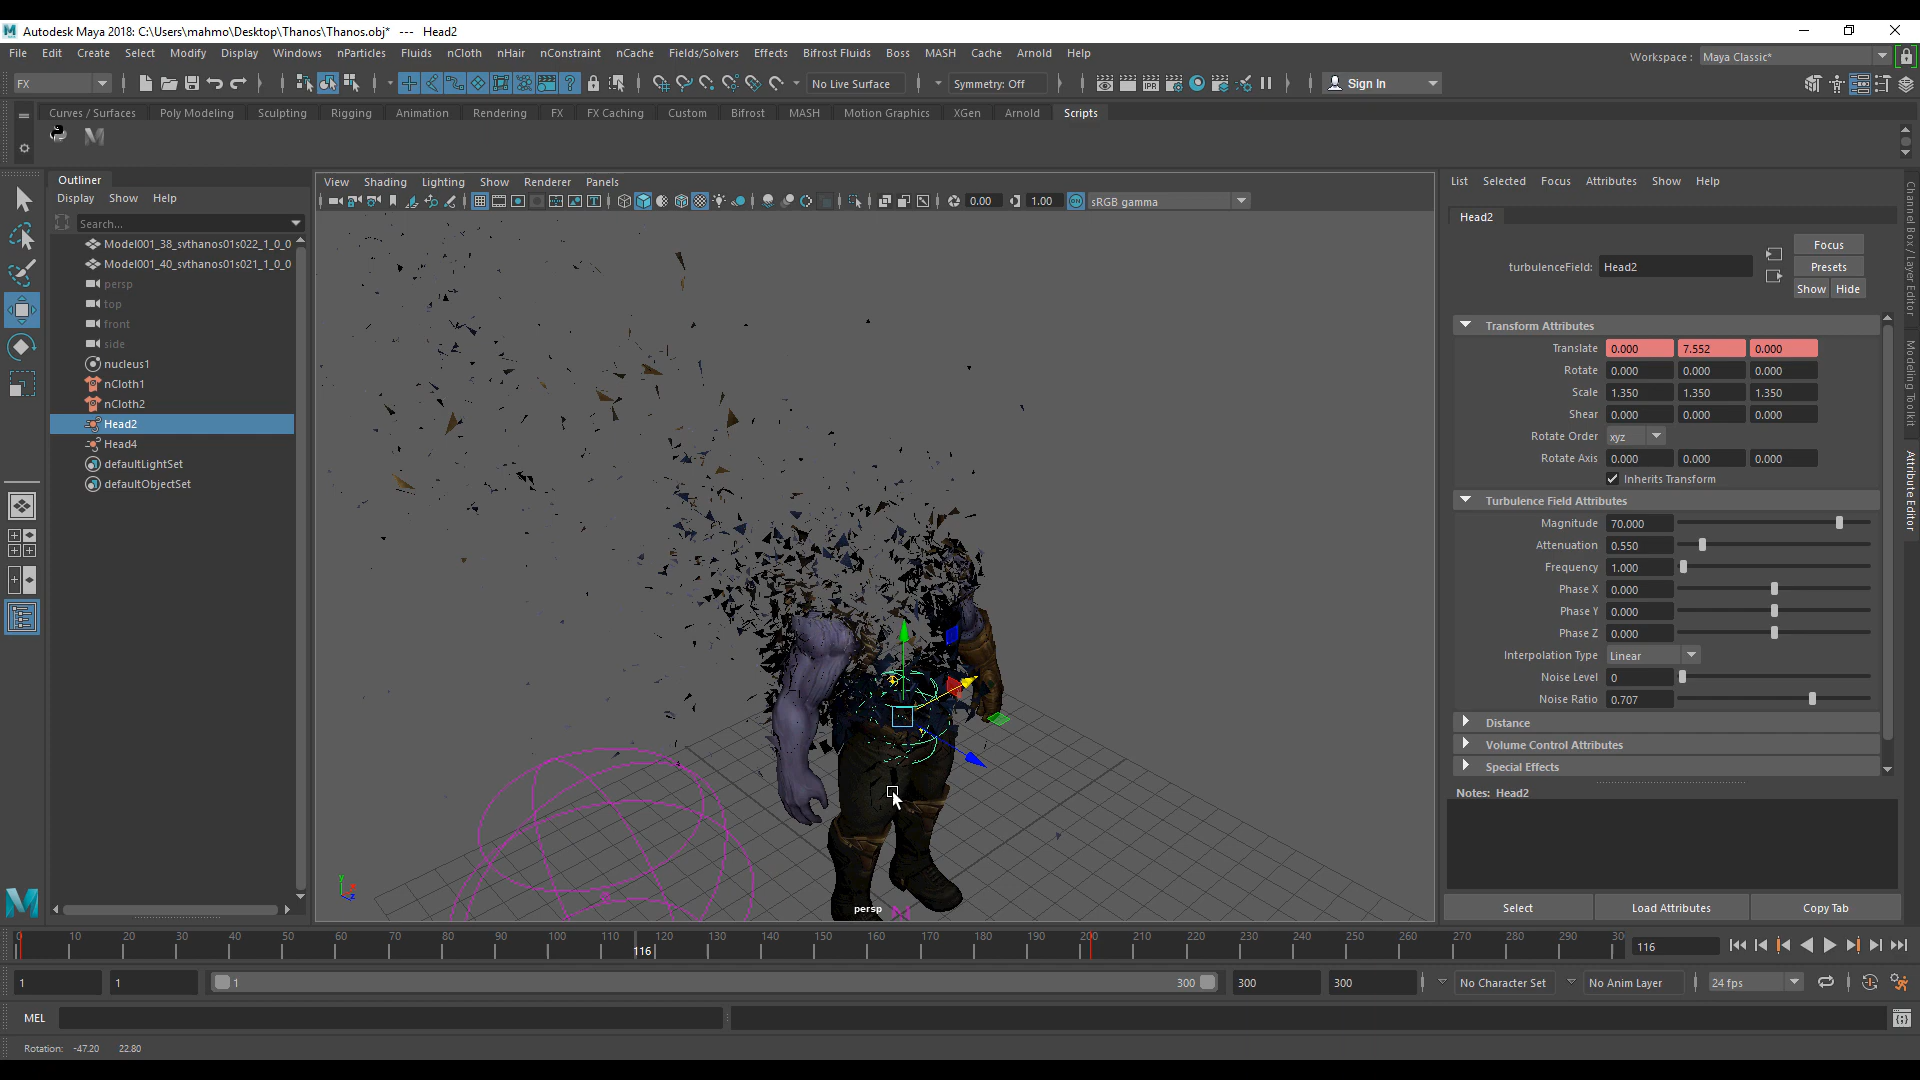 Autodesk Maya 2018: C:\Users\mahmo\Desktop\Thanos\Thanos.obj* --- Head2
File Edit Create Select Modify Display Windows nParticles Fluids nCloth nHair nConstraint nCache Fields/Solvers Effects Bifrost Fluids Boss MASH Cache Arnold Help
Workspace : Maya Classic*
FX
No Live Surface
Symmetry: Off
IPR
Sign In
Curves / Surfaces Poly Modeling Sculpting Rigging Animation Rendering FX FX Caching Custom Bifrost MASH Motion Graphics XGen Arnold Scripts
Outliner
Display Show Help
Search...
Model001_38_svthanos01s022_1_0_0
Model001_40_svthanos01s021_1_0_0
persp
top
front
side
nucleus1
nCloth1
nCloth2
Head2
Head4
defaultLightSet
defaultObjectSet
View Shading Lighting Show Renderer Panels
0.00 1.00 ON sRGB gamma
y
z
persp
List Selected Focus Attributes Show Help
Head2
turbulenceField: Head2
Focus
Presets
Show Hide
Transform Attributes
Translate 0.000 7.552 0.000
Rotate 0.000 0.000 0.000
Scale 1.350 1.350 1.350
Shear 0.000 0.000 0.000
Rotate Order xyz
Rotate Axis 0.000 0.000 0.000
Inherits Transform
Turbulence Field Attributes
Magnitude 70.000
Attenuation 0.550
Frequency 1.000
Phase X 0.000
Phase Y 0.000
Phase Z 0.000
Interpolation Type Linear
Noise Level 0
Noise Ratio 0.707
Distance
Volume Control Attributes
Special Effects
Notes: Head2
Select Load Attributes Copy Tab
Channel Box / Layer Editor
Modeling Toolkit
Attribute Editor
0 10 20 30 40 50 60 70 80 90 100 110 120 130 140 150 160 170 180 190 200 210 220 230 240 250 260 270 280 290 30
116
116
1 1 1 300 300 300
No Character Set No Anim Layer 24 fps
MEL
Rotation: -47.20 22.80